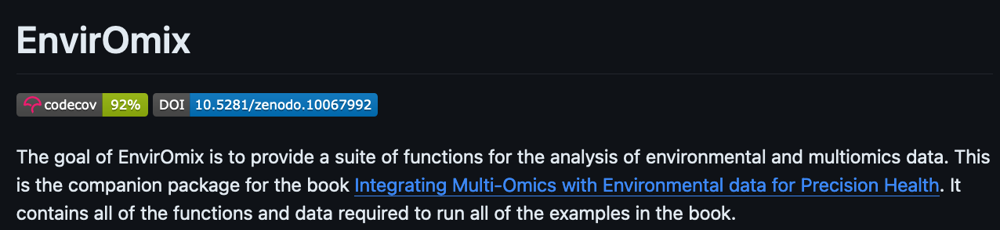 EnvirOmix
codecov 92% DOI 10.5281/zenodo.10067992
The goal of EnvirOmix is to provide a suite of functions for the analysis of environmental and multiomics data. This
is the companion package for the book Integrating Multi-Omics with Environmental data for Precision Health. It
contains all of the functions and data required to run all of the examples in the book.